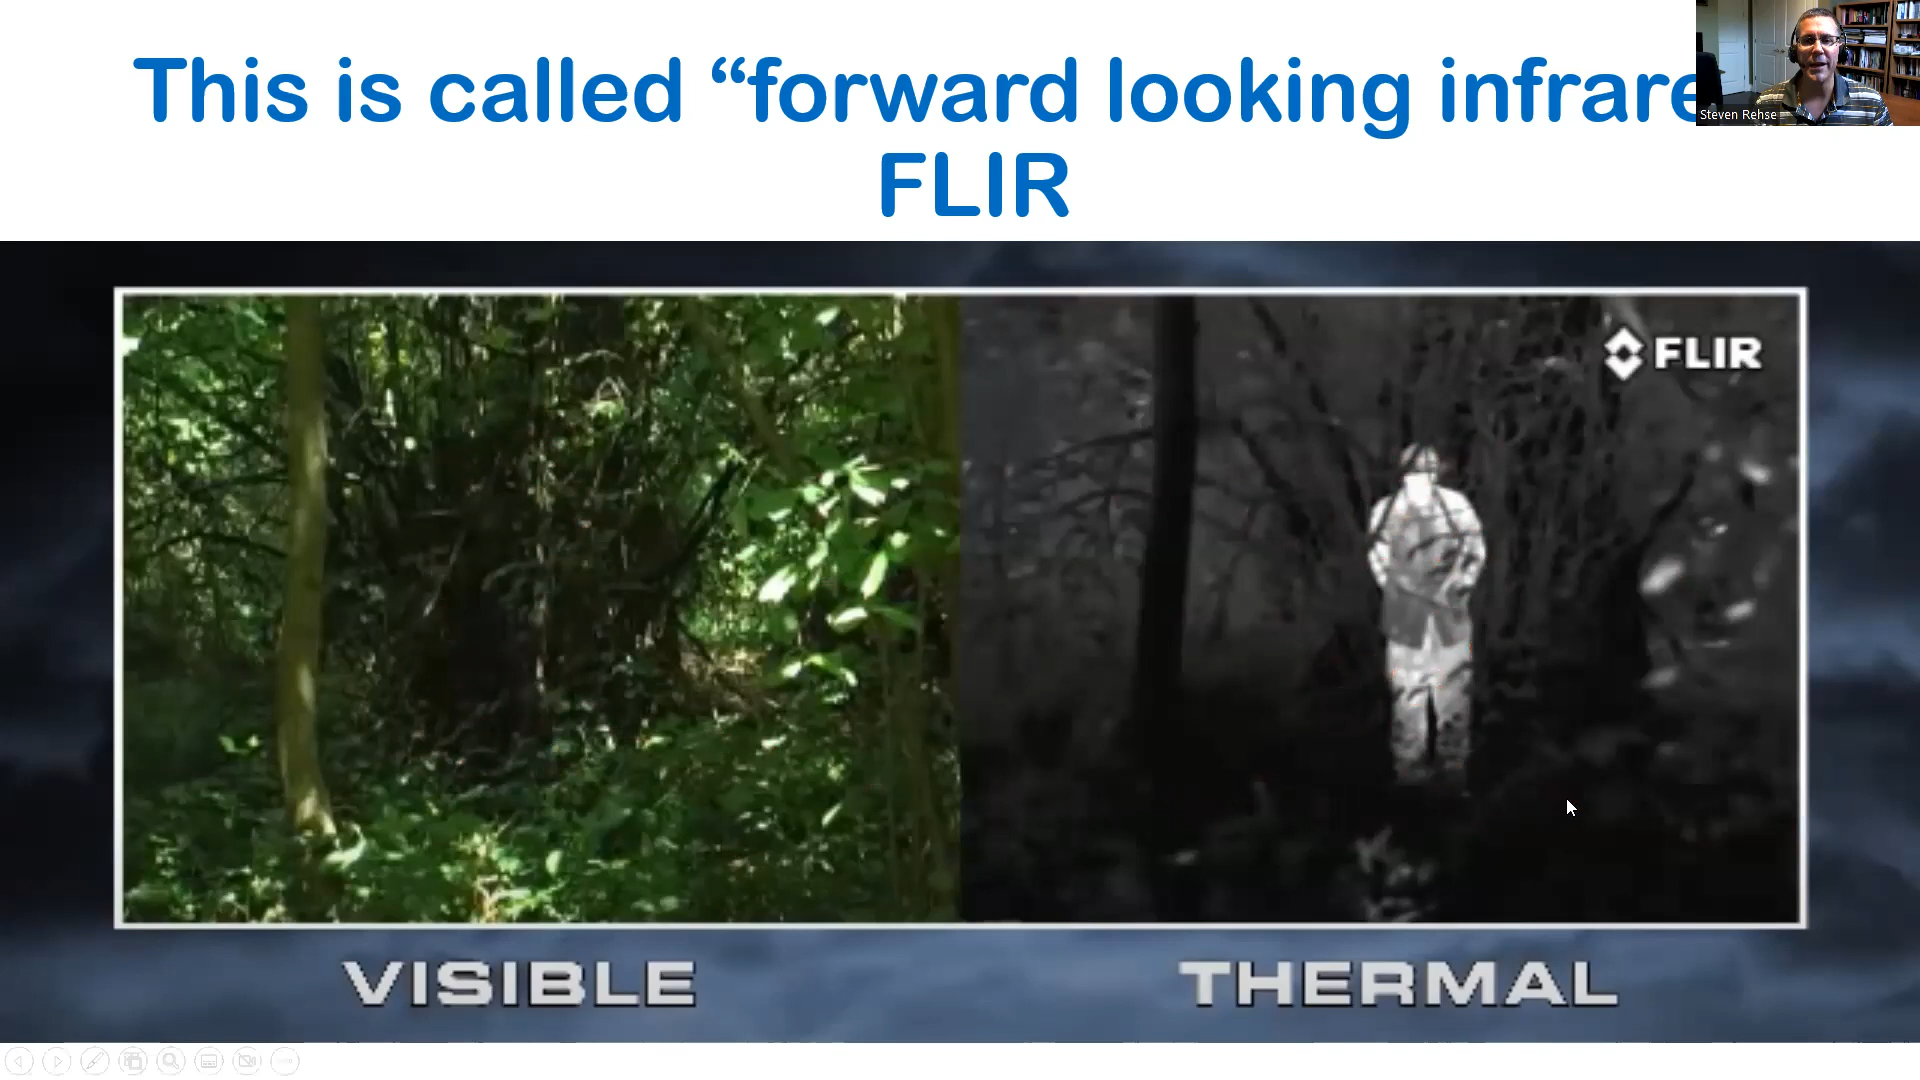 This is called “forward looking infrare
FLIR
Steven Rehse
FLIR
VISIBLE
THERMAL